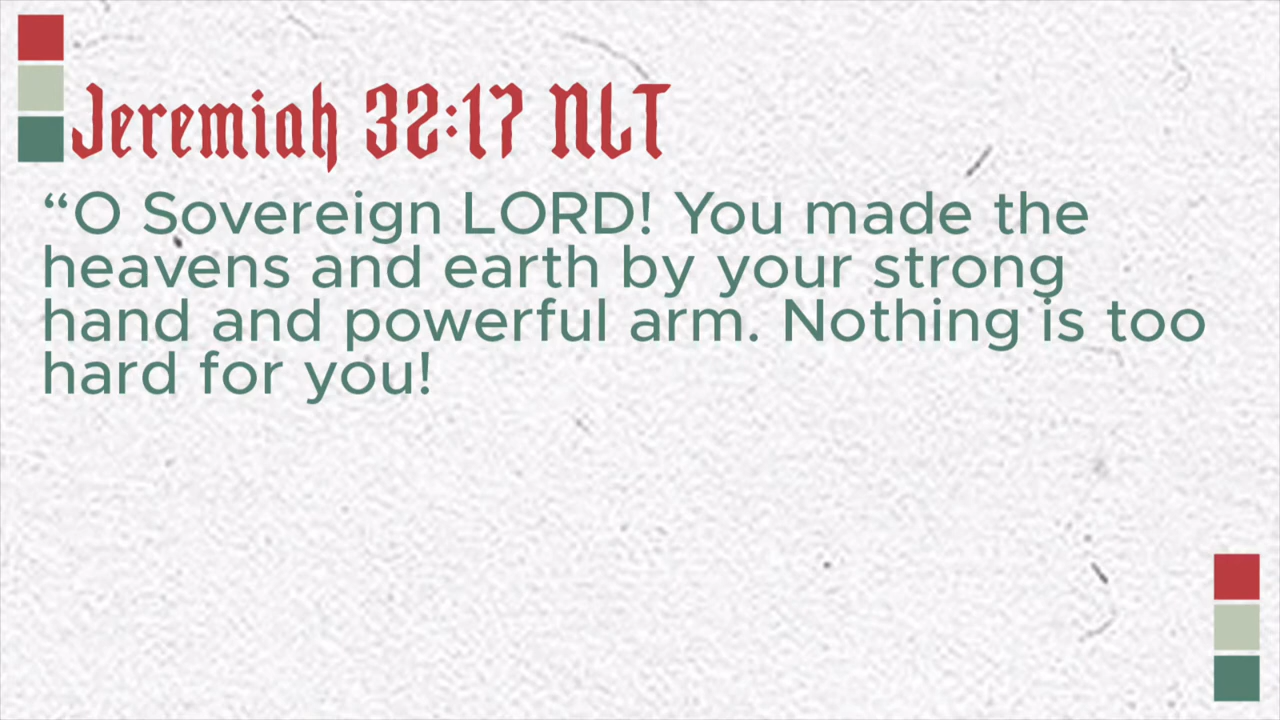 Jeremiah 32:17 NLT
“O Sovereign LORD! You made the
heavens and earth by your strong
hand and powerful arm. Nothing is too
hard for you!